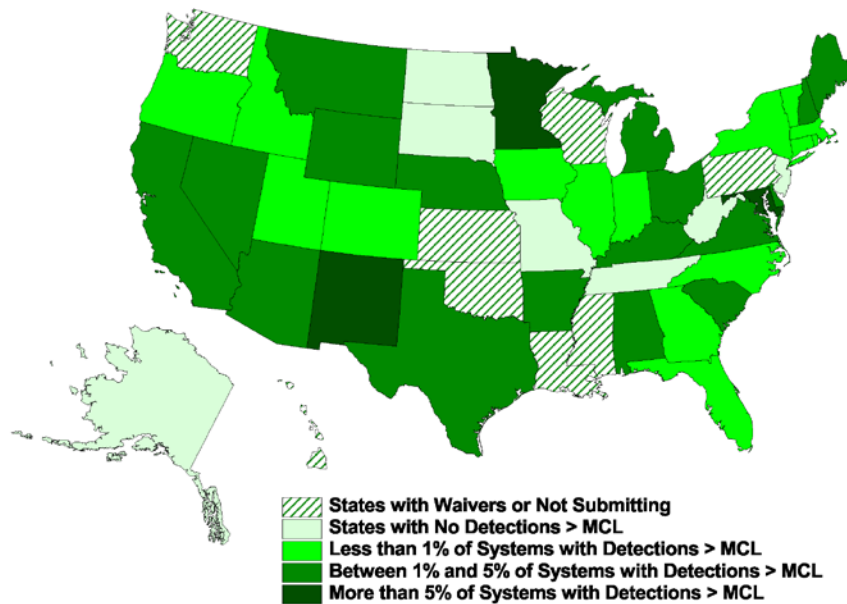 States with Waivers or Not Submitting
States with No Detections > MCL
Less than 1% of Systems with Detections > MCL
Between 1% and 5% of Systems with Detections > MCL
More than 5% of Systems with Detections > MCL